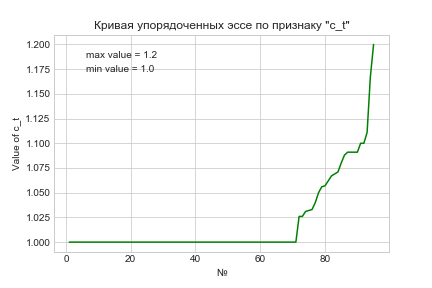 Кривая упорядоченных эссе по признаку "c_t"
max value = 1.2
min value = 1.0
Value of c_t
1.200
1.175
1.150
1.125
1.100
1.075
1.050
1.025
1.000
0 20 40 60 80
№